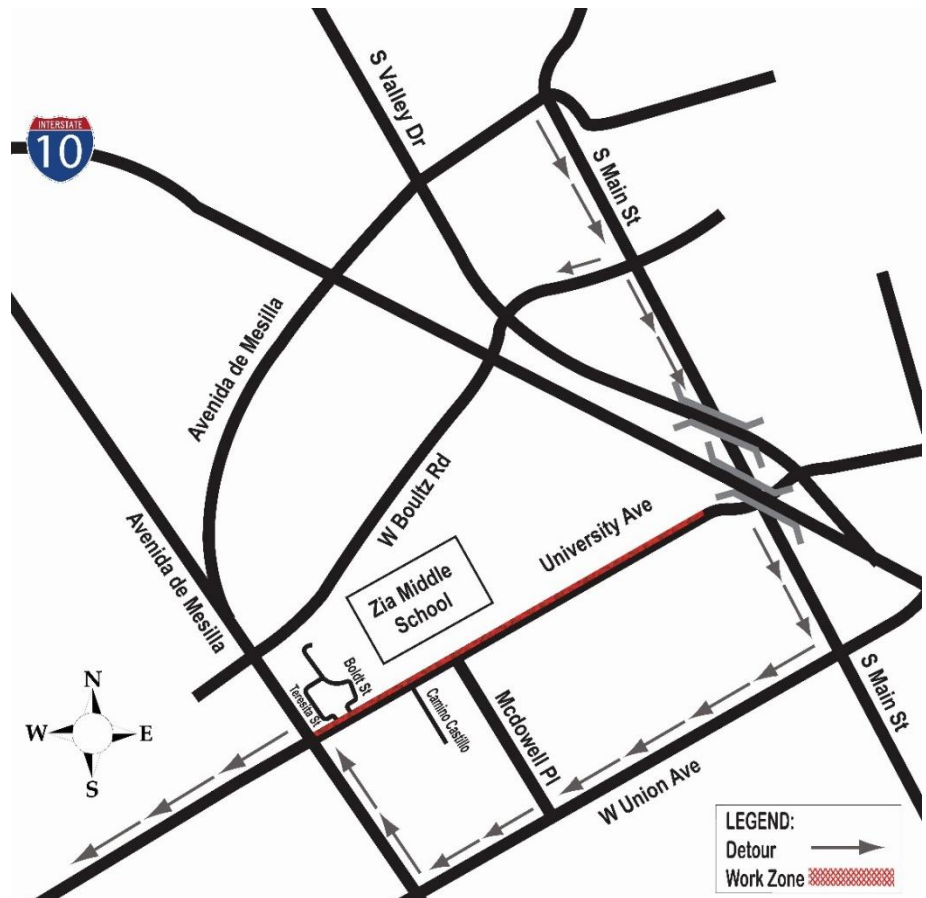 S Valley Dr
INTERSTATE
10
S Main St
Avenida de Mesilla
W Boultz Rd
University Ave
Avenida de Mesilla
Zia Middle
School
Boldt St
Teresita St
Camino Castillo
Mcdowell Pl
S Main St
N
W
E
S
W Union Ave
LEGEND:
Detour
Work Zone